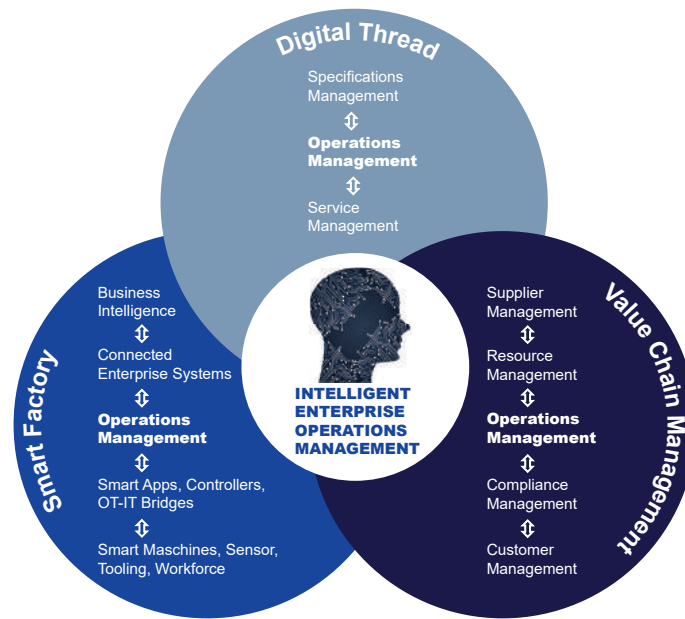 Digital Thread
Specifications
Management
Operations
Management
Service
Management
Smart Factory
Business
Intelligence
Connected
Enterprise Systems
Operations
Management
Smart Apps, Controllers,
OT-IT Bridges
Smart Maschines, Sensor,
Tooling, Workforce
INTELLIGENT
ENTERPRISE
OPERATIONS
MANAGEMENT
Value Chain Management
Supplier
Management
Resource
Management
Operations
Management
Compliance
Management
Customer
Management